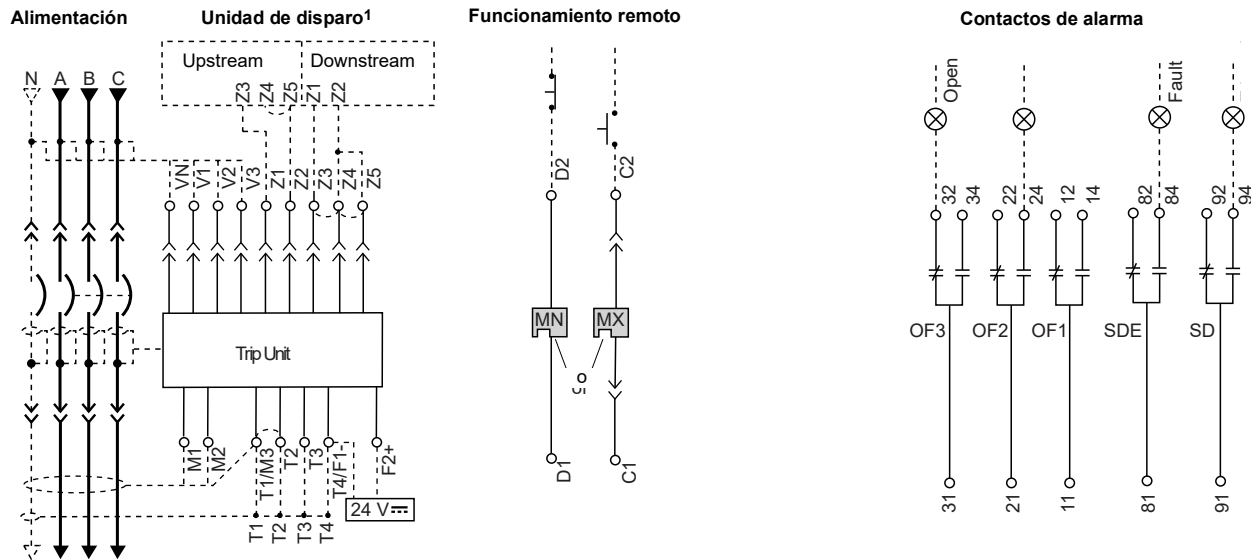 Alimentación
Unidad de disparo1
Funcionamiento remoto
Contactos de alarma
Upstream
Downstream
Z3
Z4
Z5
Z1
Z2
N
A
B
C
VN
V1
V2
V3
Z1
Z2
Z3
Z4
Z5
Trip Unit
M1
M2
T1/M3
T2
T3
T4/F1-
F2+
24 V
T1
T2
T3
T4
D2
C2
MN
MX
D1
C1
Open
Fault
32
34
22
24
12
14
82
84
92
94
OF3
OF2
OF1
SDE
SD
31
21
11
81
91